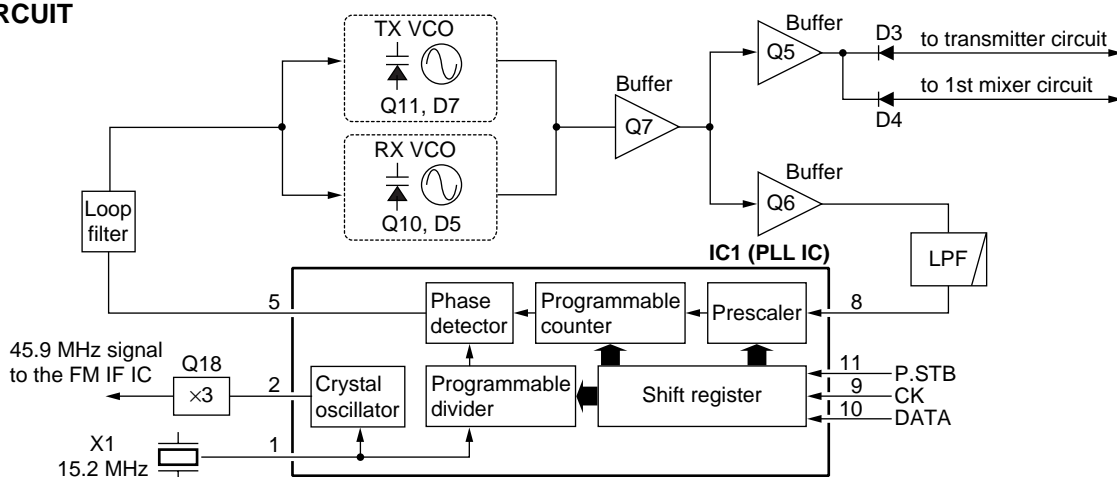 RCUIT
TX VCO
Q11, D7
RX VCO
Q10, D5
Loop
filter
Buffer
Q7
Buffer
Q5
D3
to transmitter circuit
to 1st mixer circuit
D4
Buffer
Q6
LPF
IC1 (PLL IC)
5
Phase
detector
Programmable
counter
Prescaler
8
45.9 MHz signal
to the FM IF IC
Q18
×3
2
Crystal
oscillator
Programmable
divider
Shift register
11
P.STB
9
CK
10
DATA
X1
15.2 MHz
1